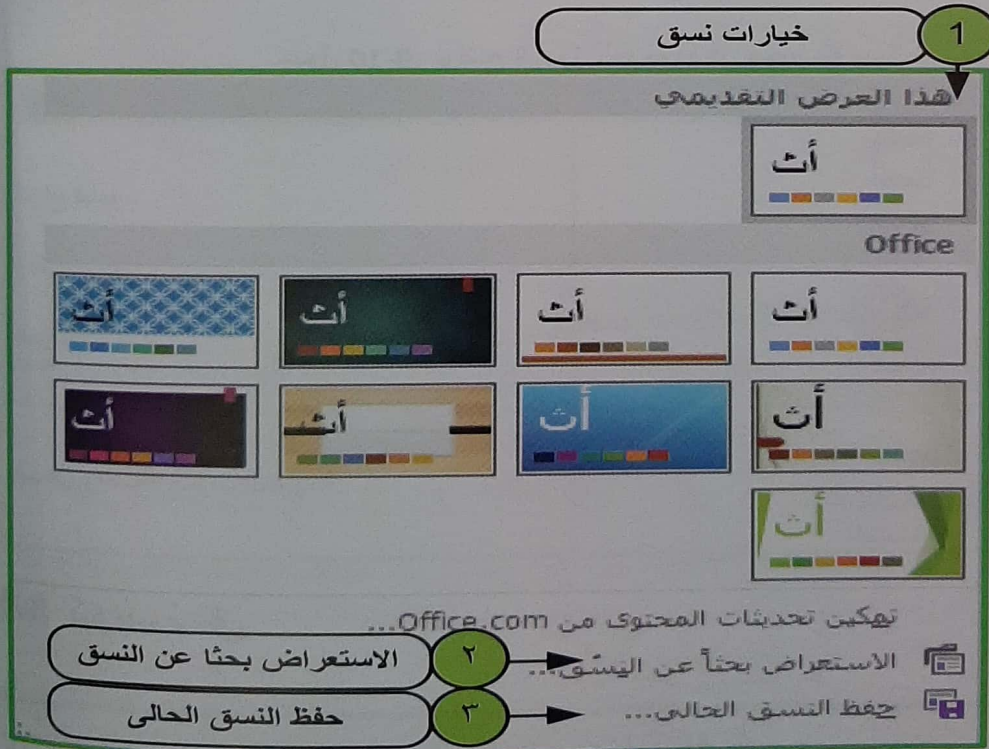 1 خيارات نسق
هذا العرض التقديمي
أث
Office
أث أث أث أث
أث أث أث أث
أث
تمكين تحديثات المحتوى من Office.com...
الاستعراض بحثاً عن النسق... ٢ الاستعراض بحثا عن النسق
حفظ النسق الحالي... ٣ حفظ النسق الحالى